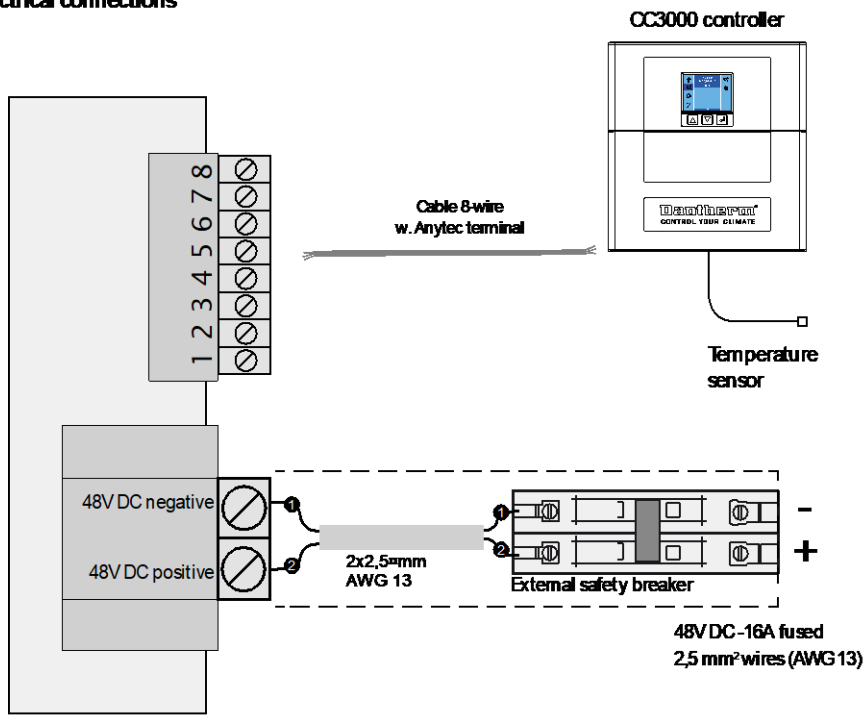 ctrical connections
CC3000 controller
Dantherm
CONTROL YOUR CLIMATE
8
7
6
5
4
3
2
1
Cable 8-wire
w. Anytec terminal
Temperature
sensor
48V DC negative
48V DC positive
1
2
2x2,5¤mm
AWG 13
1
2
-
+
External safety breaker
48V DC -16A fused
2,5 mm² wires (AWG 13)